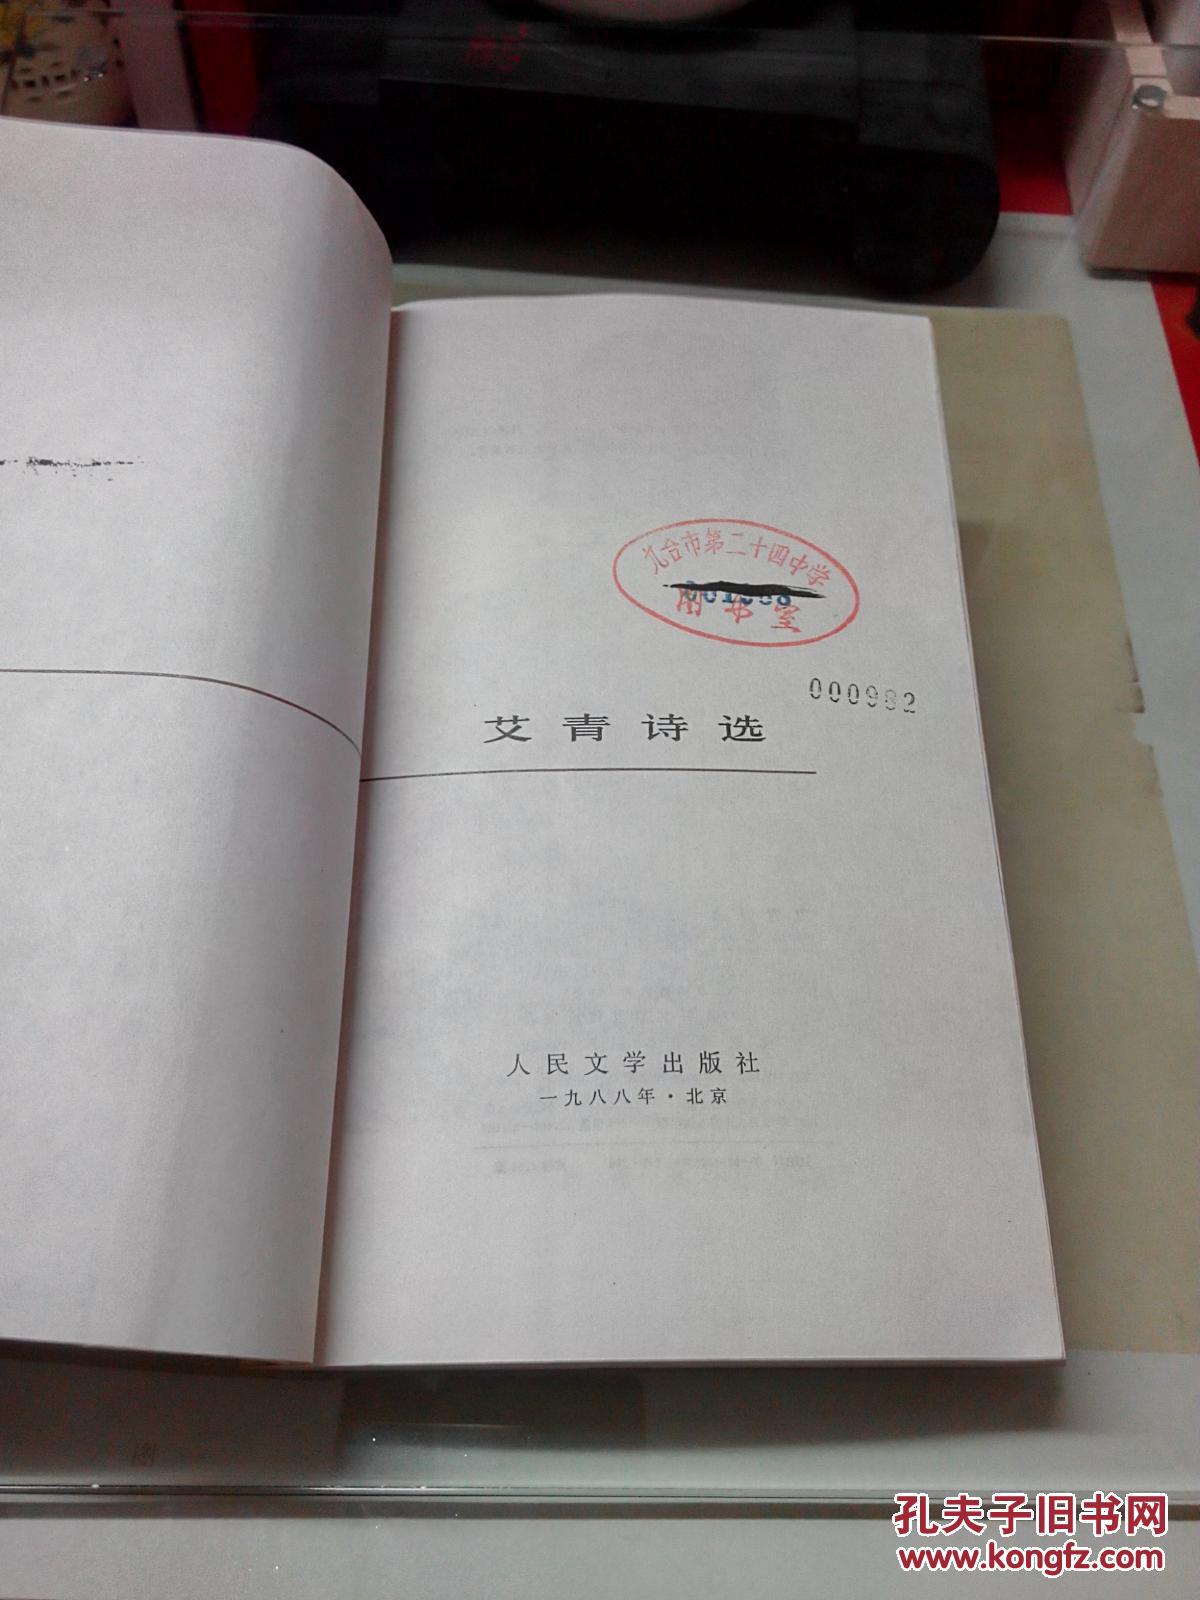 九台市第二十四中学
图书室
000982
艾青诗选
人民文学出版社
一九八八年·北京
孔夫子旧书网
www.kongfz.com